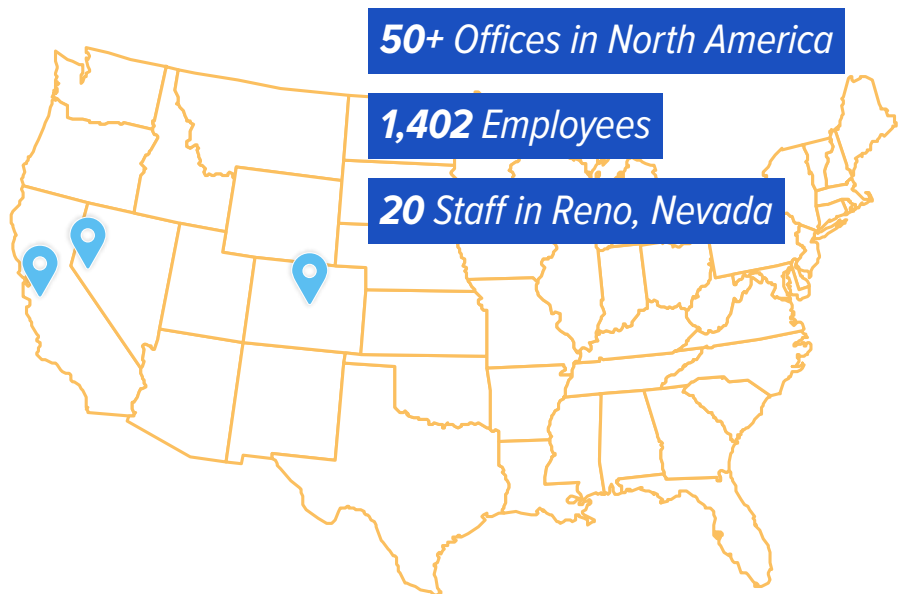 50+ Offices in North America
1,402 Employees
20 Staff in Reno, Nevada